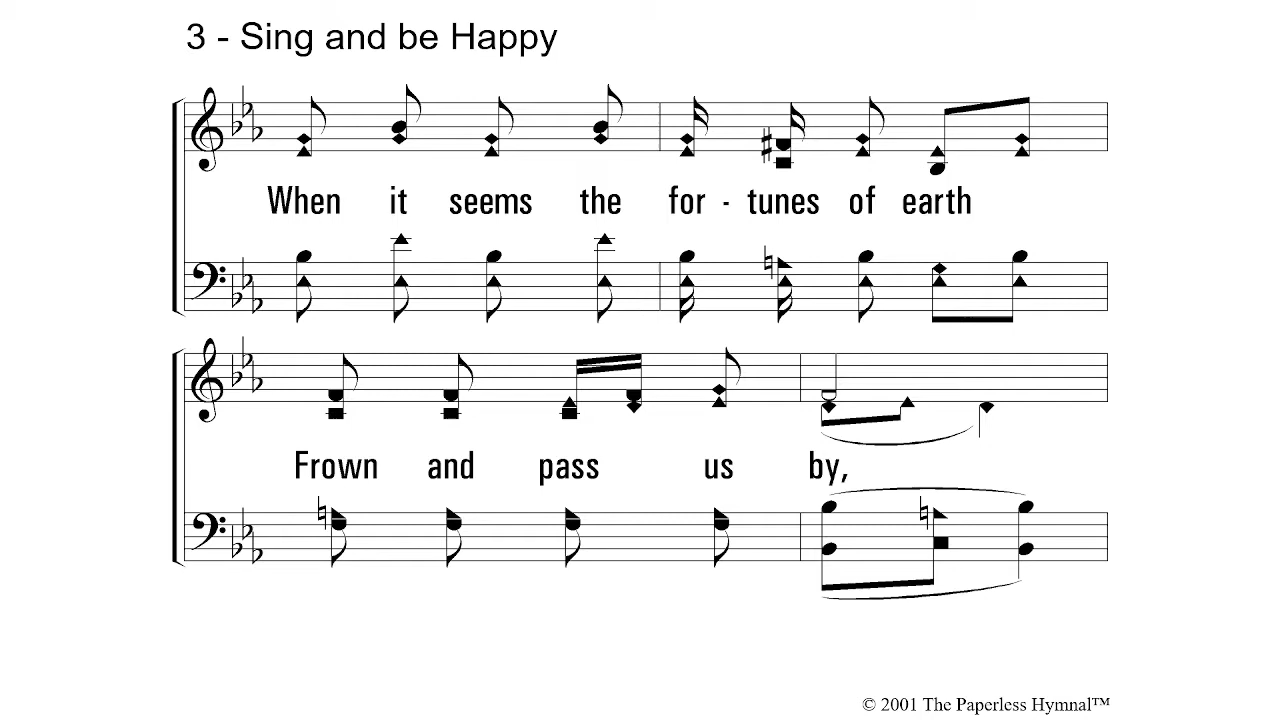 3 - Sing and be Happy
When it seems the for - tunes of earth
Frown and pass us by,
© 2001 The Paperless Hymnal™